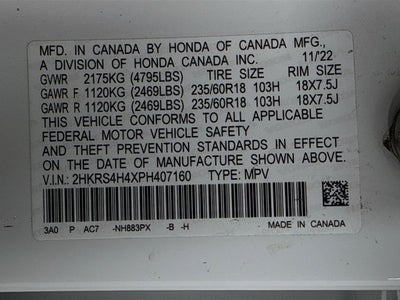 MFD. IN CANADA BY HONDA OF CANADA MFG.,
A DIVISION OF HONDA CANADA INC. 11/'22
GVWR 2175KG (4795LBS) TIRE SIZE RIM SIZE
GAWR F 1120KG (2469LBS) 235/60R18 103H 18X7.5J
GAWR R 1120KG (2469LBS) 235/60R18 103H 18X7.5J
THIS VEHICLE CONFORMS TO ALL APPLICABLE
FEDERAL MOTOR VEHICLE SAFETY
AND THEFT PREVENTION STANDARDS IN EFFECT
ON THE DATE OF MANUFACTURE SHOWN ABOVE.
V.I.N.: 2HKRS4H4XPH407160 TYPE: MPV
3A0 P AC7 -NH883PX -B -H MADE IN CANADA